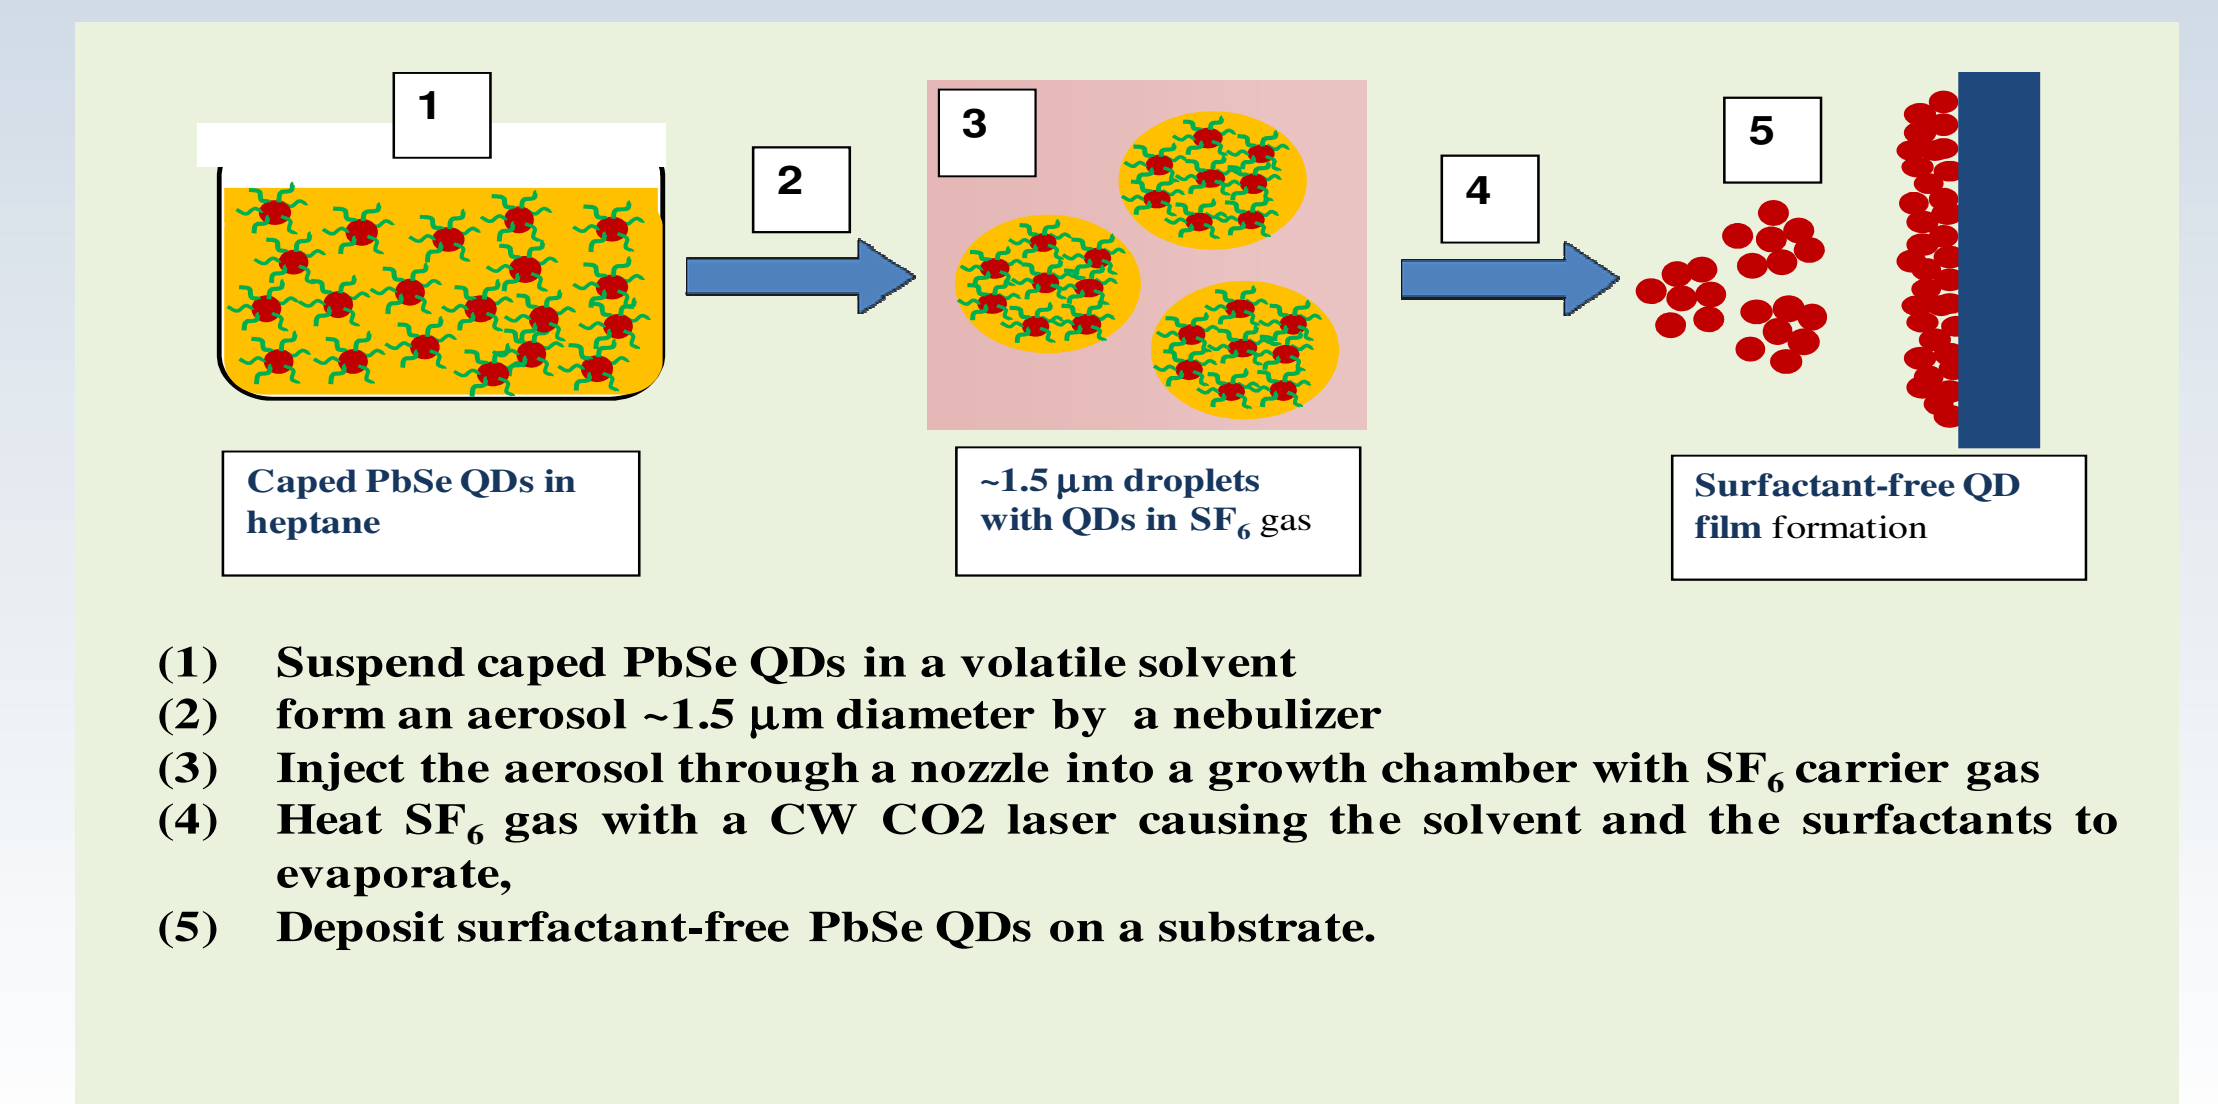 1
2
3
4
5
Caped PbSe QDs in
heptane
~1.5 μm droplets
with QDs in SF₆ gas
Surfactant-free QD
film formation
(1) Suspend caped PbSe QDs in a volatile solvent
(2) form an aerosol ~1.5 μm diameter by a nebulizer
(3) Inject the aerosol through a nozzle into a growth chamber with SF₆ carrier gas
(4) Heat SF₆ gas with a CW CO2 laser causing the solvent and the surfactants to
evaporate,
(5) Deposit surfactant-free PbSe QDs on a substrate.